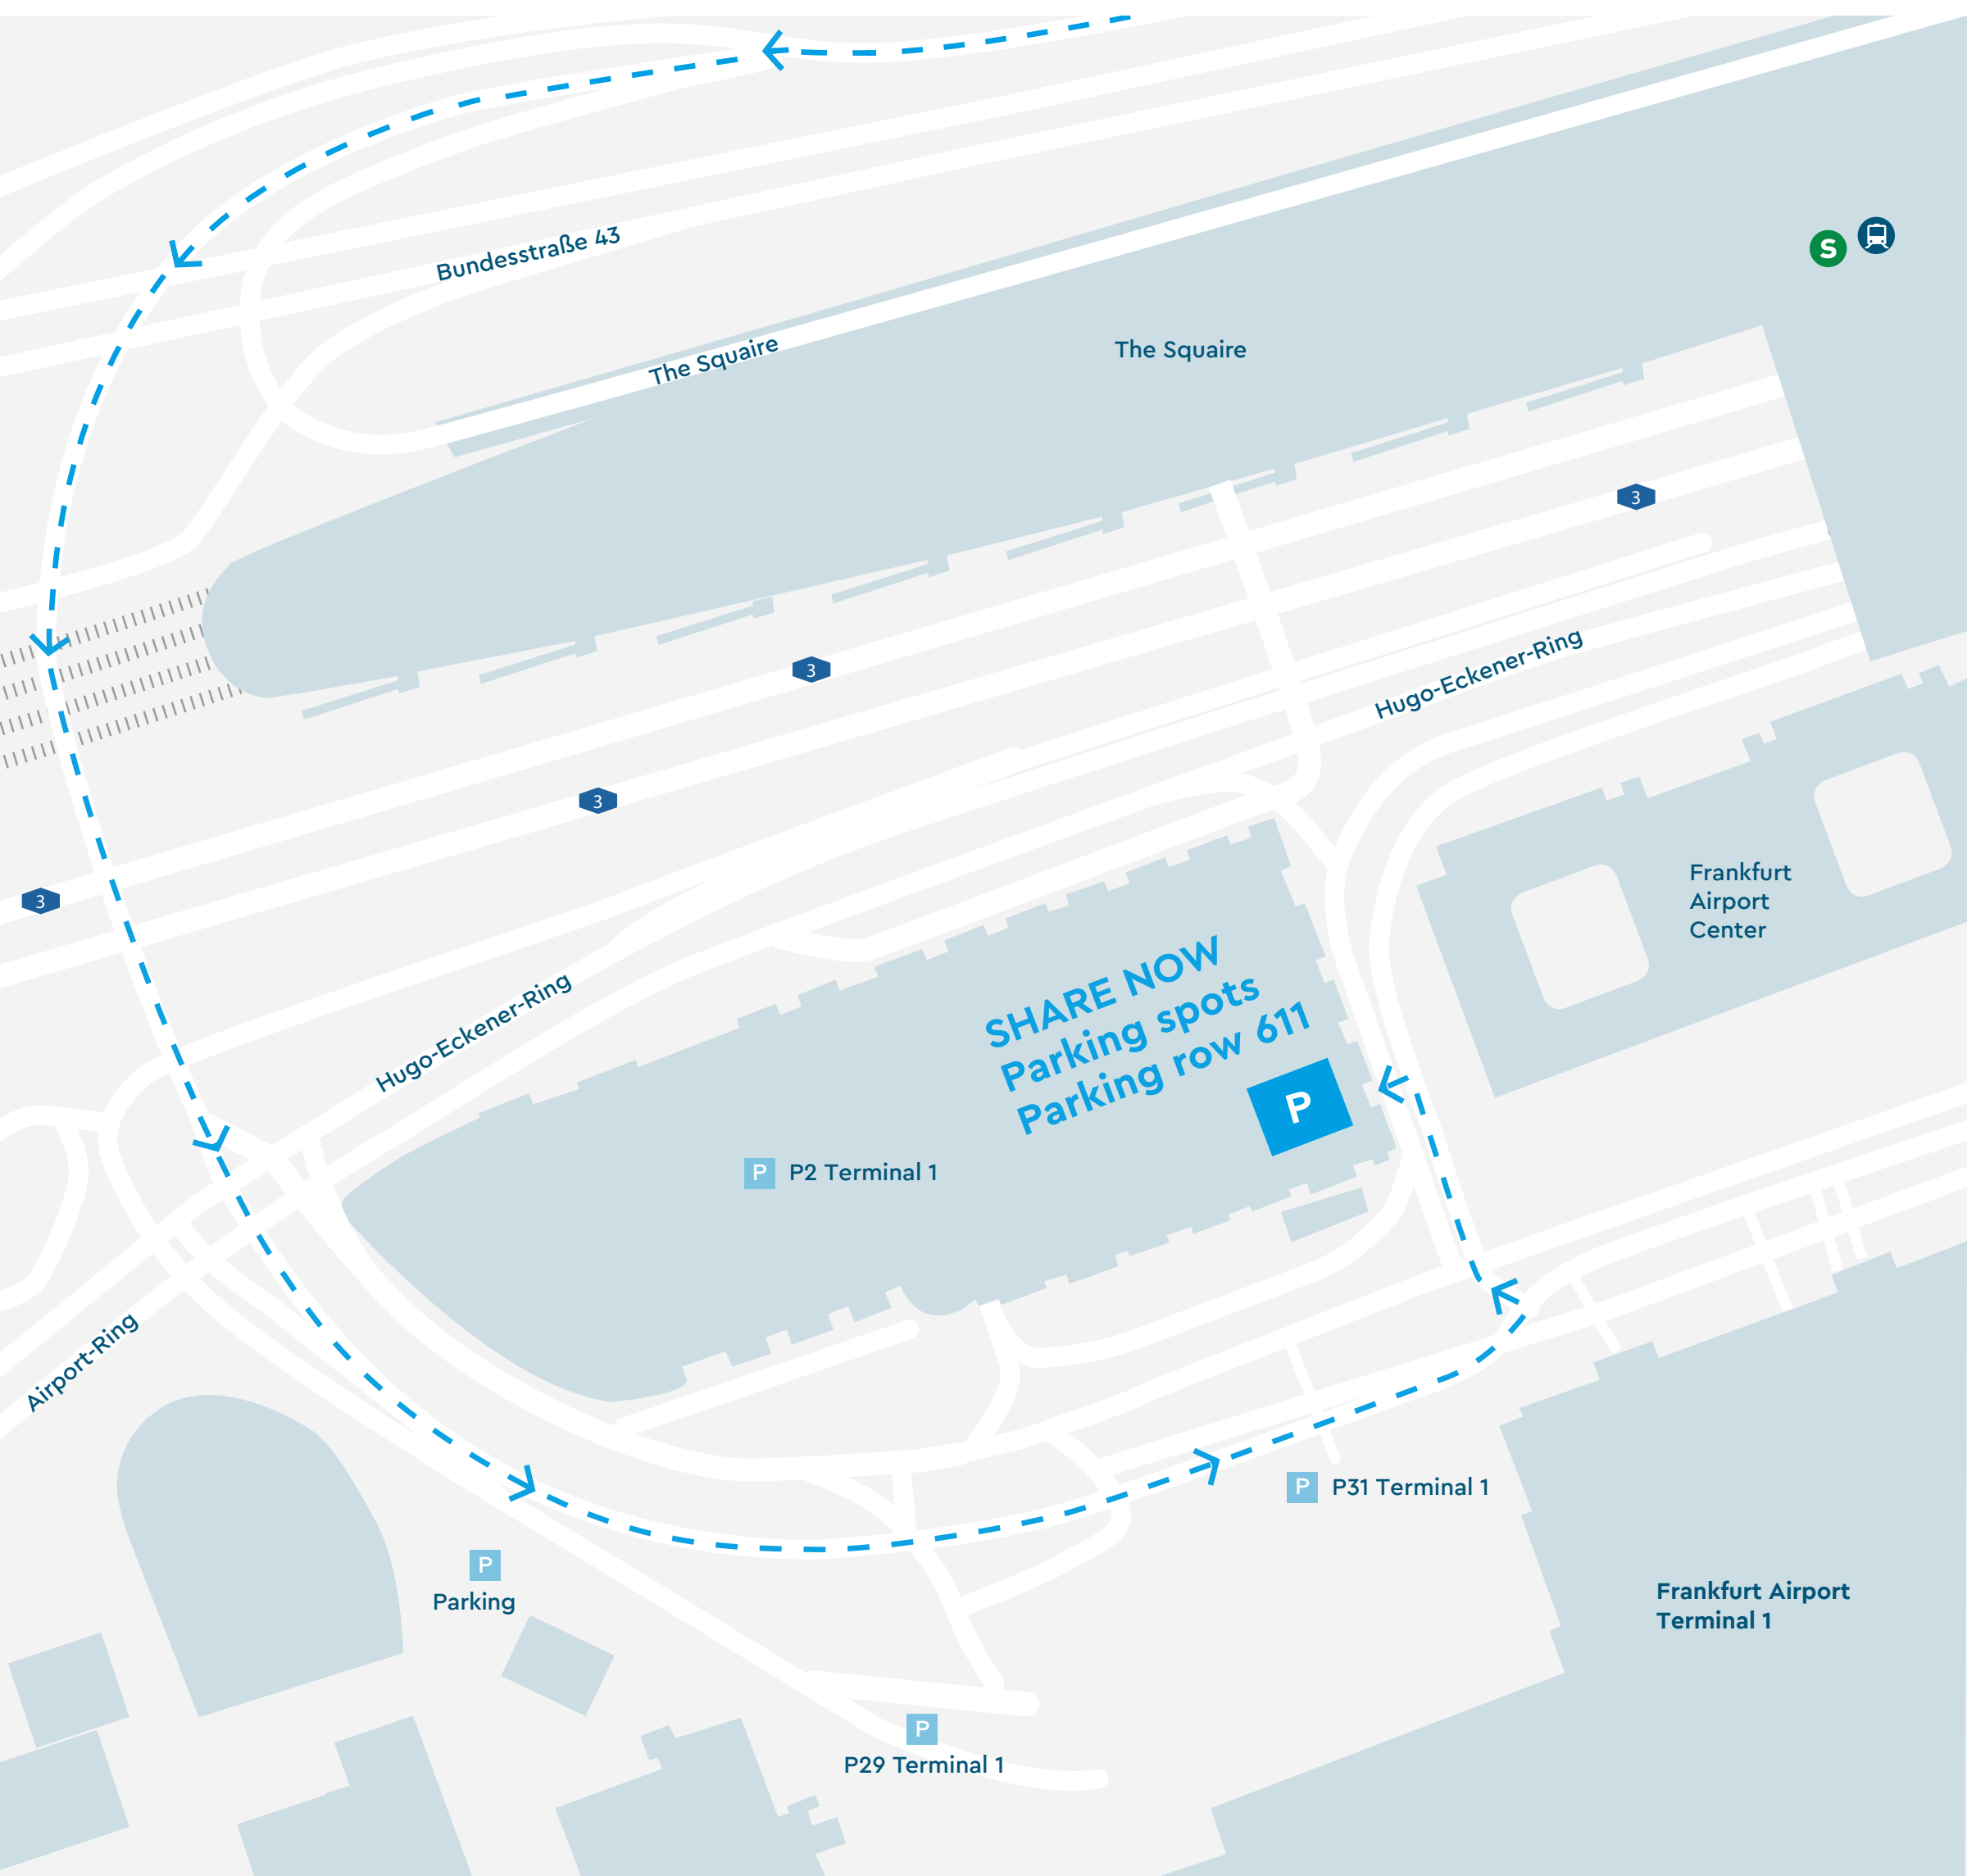 Bundesstraße 43
S
The Squaire
The Squaire
3
Hugo-Eckener-Ring
3
3
Frankfurt
Airport
Center
3
SHARE NOW
Parking spots
Parking row 611
P
Hugo-Eckener-Ring
P P2 Terminal 1
Airport-Ring
P P31 Terminal 1
P
Parking
Frankfurt Airport
Terminal 1
P
P29 Terminal 1